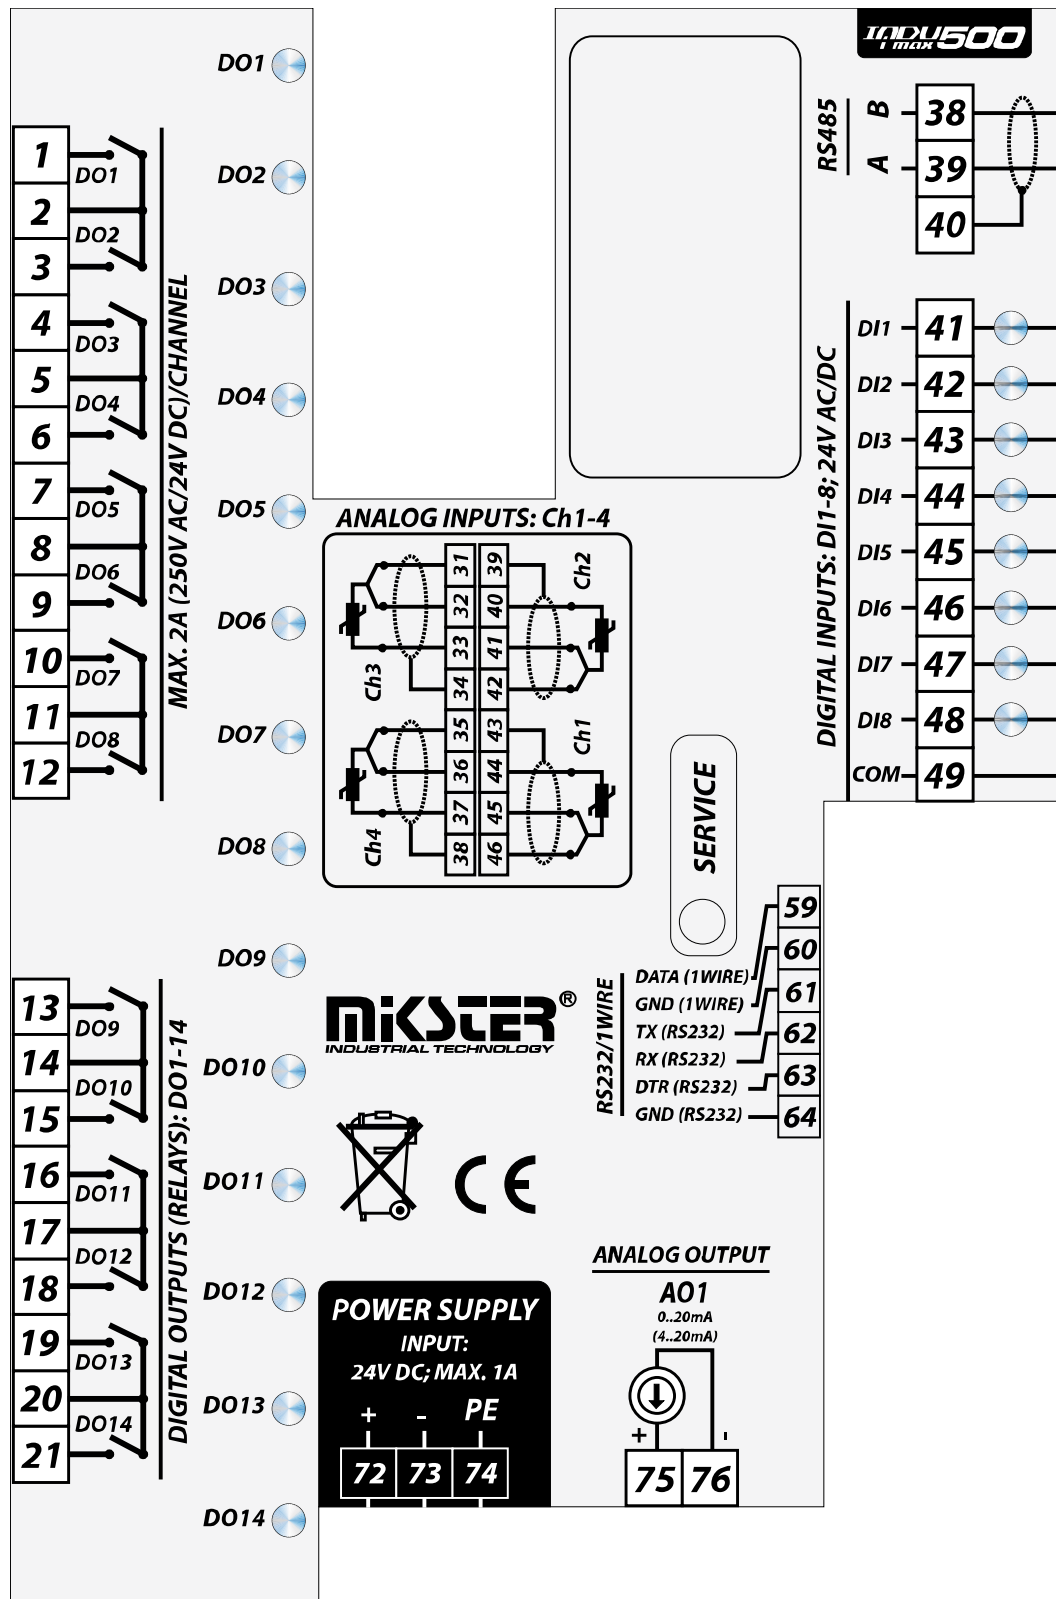 INDU
i max 500
DO1
DO2
DO3
DO4
DO5
DO6
DO7
DO8
DO9
DO10
DO11
DO12
DO13
DO14
1
DO1
2
DO2
3
4
DO3
5
DO4
6
7
DO5
8
DO6
9
10
DO7
11
DO8
12
MAX. 2A (250V AC/24V DC)/CHANNEL
13
DO9
14
DO10
15
16
DO11
17
DO12
18
19
DO13
20
DO14
21
DIGITAL OUTPUTS (RELAYS): DO1-14
RS485
B 38
A 39
40
DIGITAL INPUTS: DI1-8; 24V AC/DC
DI1 41
DI2 42
DI3 43
DI4 44
DI5 45
DI6 46
DI7 47
DI8 48
COM 49
ANALOG INPUTS: Ch1-4
Ch3
31
32
33
34
Ch4
35
36
37
38
39
40
41
42
Ch2
43
44
45
46
Ch1
SERVICE
59
60
61
62
63
64
RS232/1WIRE
DATA (1WIRE)
GND (1WIRE)
TX (RS232)
RX (RS232)
DTR (RS232)
GND (RS232)
MiKSTER®
INDUSTRIAL TECHNOLOGY
CE
POWER SUPPLY
INPUT:
24V DC; MAX. 1A
+ - PE
72 73 74
ANALOG OUTPUT
AO1
0..20mA
(4..20mA)
+ -
75 76